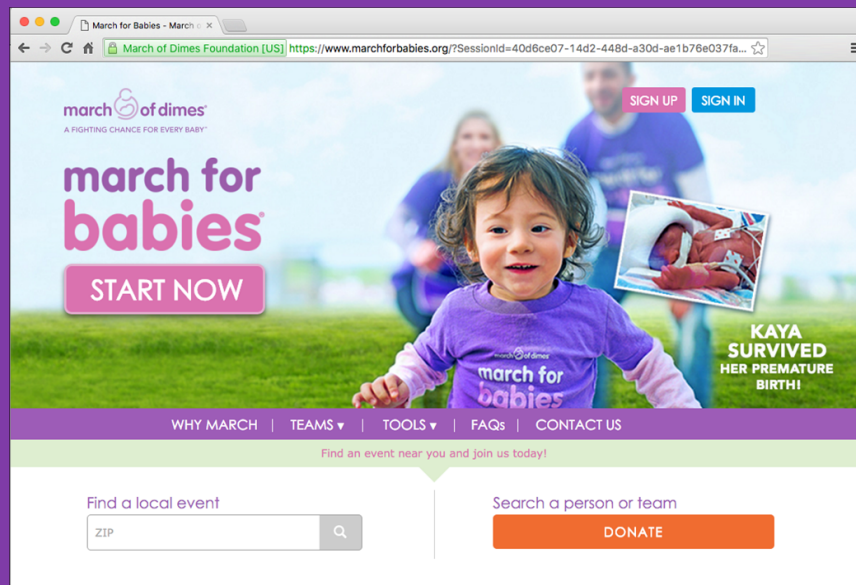 March for Babies - March o
March of Dimes Foundation [US] https://www.marchforbabies.org/?SessionId=40d6ce07-14d2-448d-a30d-ae1b76e037fa...
march of dimes®
A FIGHTING CHANCE FOR EVERY BABY™
SIGN UP SIGN IN
march for
babies®
START NOW
march of dimes
march for
babies
KAYA
SURVIVED
HER PREMATURE
BIRTH!
WHY MARCH | TEAMS ▾ | TOOLS ▾ | FAQs | CONTACT US
Find an event near you and join us today!
Find a local event
ZIP
Search a person or team
DONATE